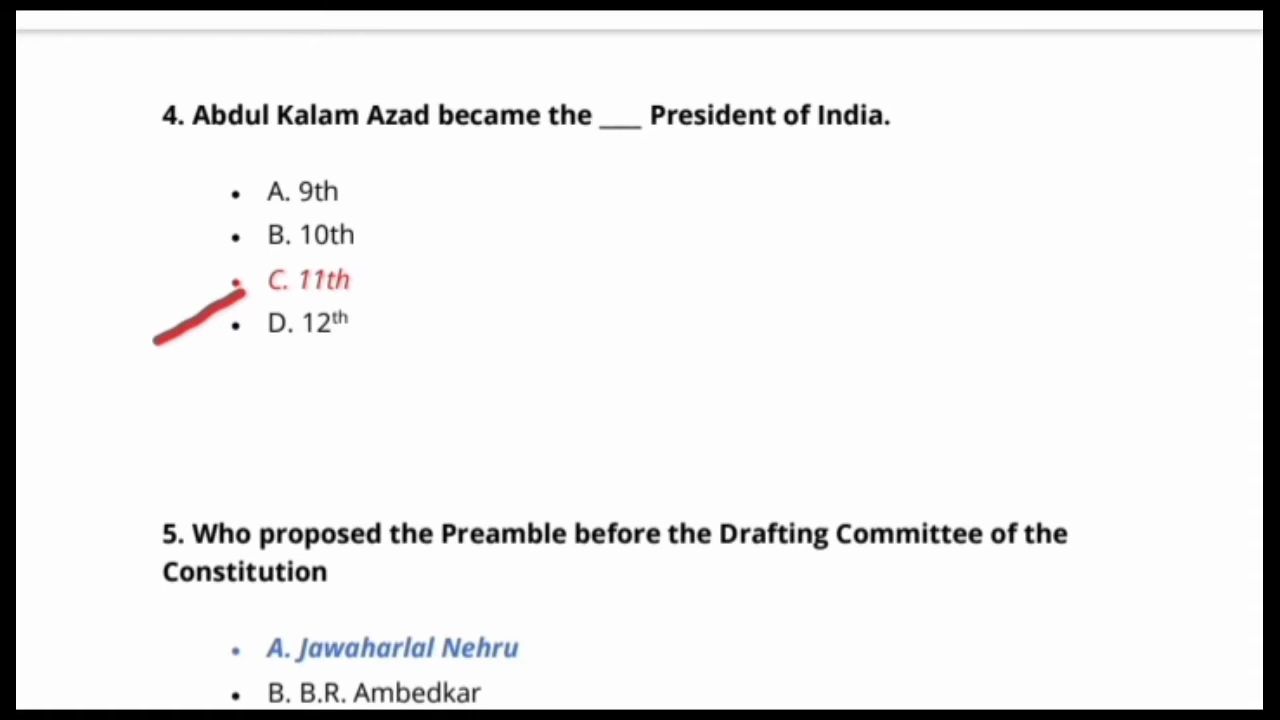 4. Abdul Kalam Azad became the ___ President of India.
• A. 9th
• B. 10th
• C. 11th
• D. 12th
5. Who proposed the Preamble before the Drafting Committee of the
Constitution
• A. Jawaharlal Nehru
• B. B.R. Ambedkar